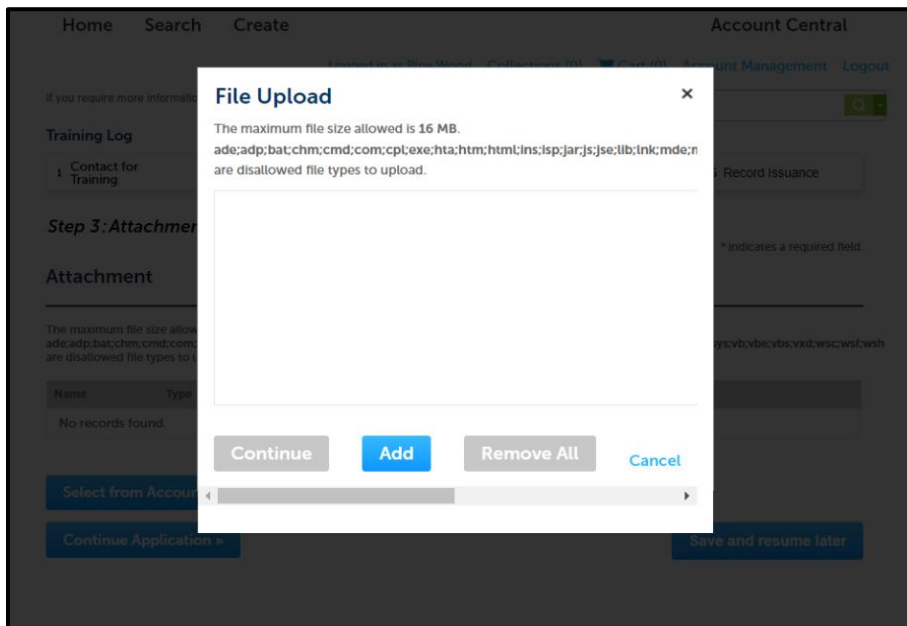 Home Search Create Account Central
Logged in as Pine Wood Collections (0) Cart (0) Account Management Logout
If you require more informatio
File Upload
×
The maximum file size allowed is 16 MB.
ade;adp;bat;chm;cmd;com;cpl;exe;hta;htm;html;ins;isp;jar;js;jse;lib;lnk;mde;m
are disallowed file types to upload.
Training Log
1 Contact for
Training
Record Issuance
Step 3:Attachmen
* indicates a required field.
Attachment
The maximum file size allow
ade;adp;bat;chm;cmd;com;
sys;vb;vbe;vbs;vxd;wsc;wsf;wsh
are disallowed file types to u
Name Type
No records found.
Continue Add Remove All Cancel
Select from Accoun
Continue Application »
Save and resume later